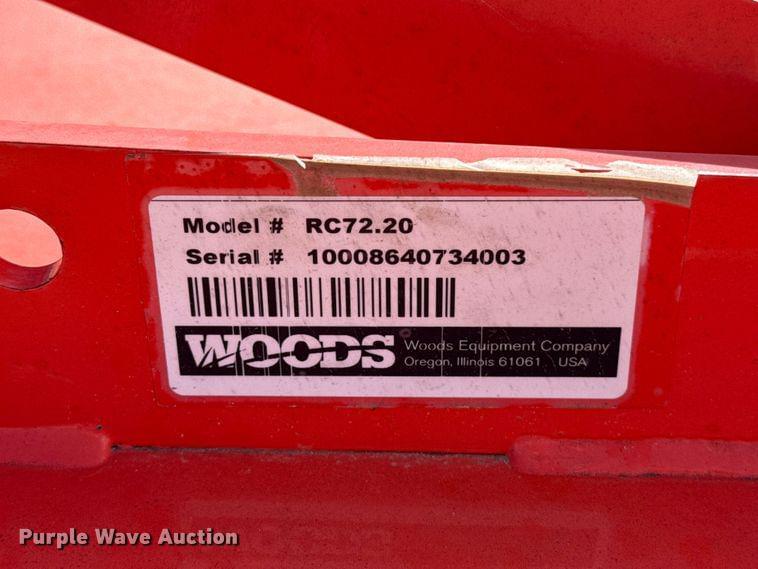 Model # RC72.20
Serial # 10008640734003
WOODS
Woods Equipment Company
Oregon, Illinois 61061 USA
Purple Wave Auction